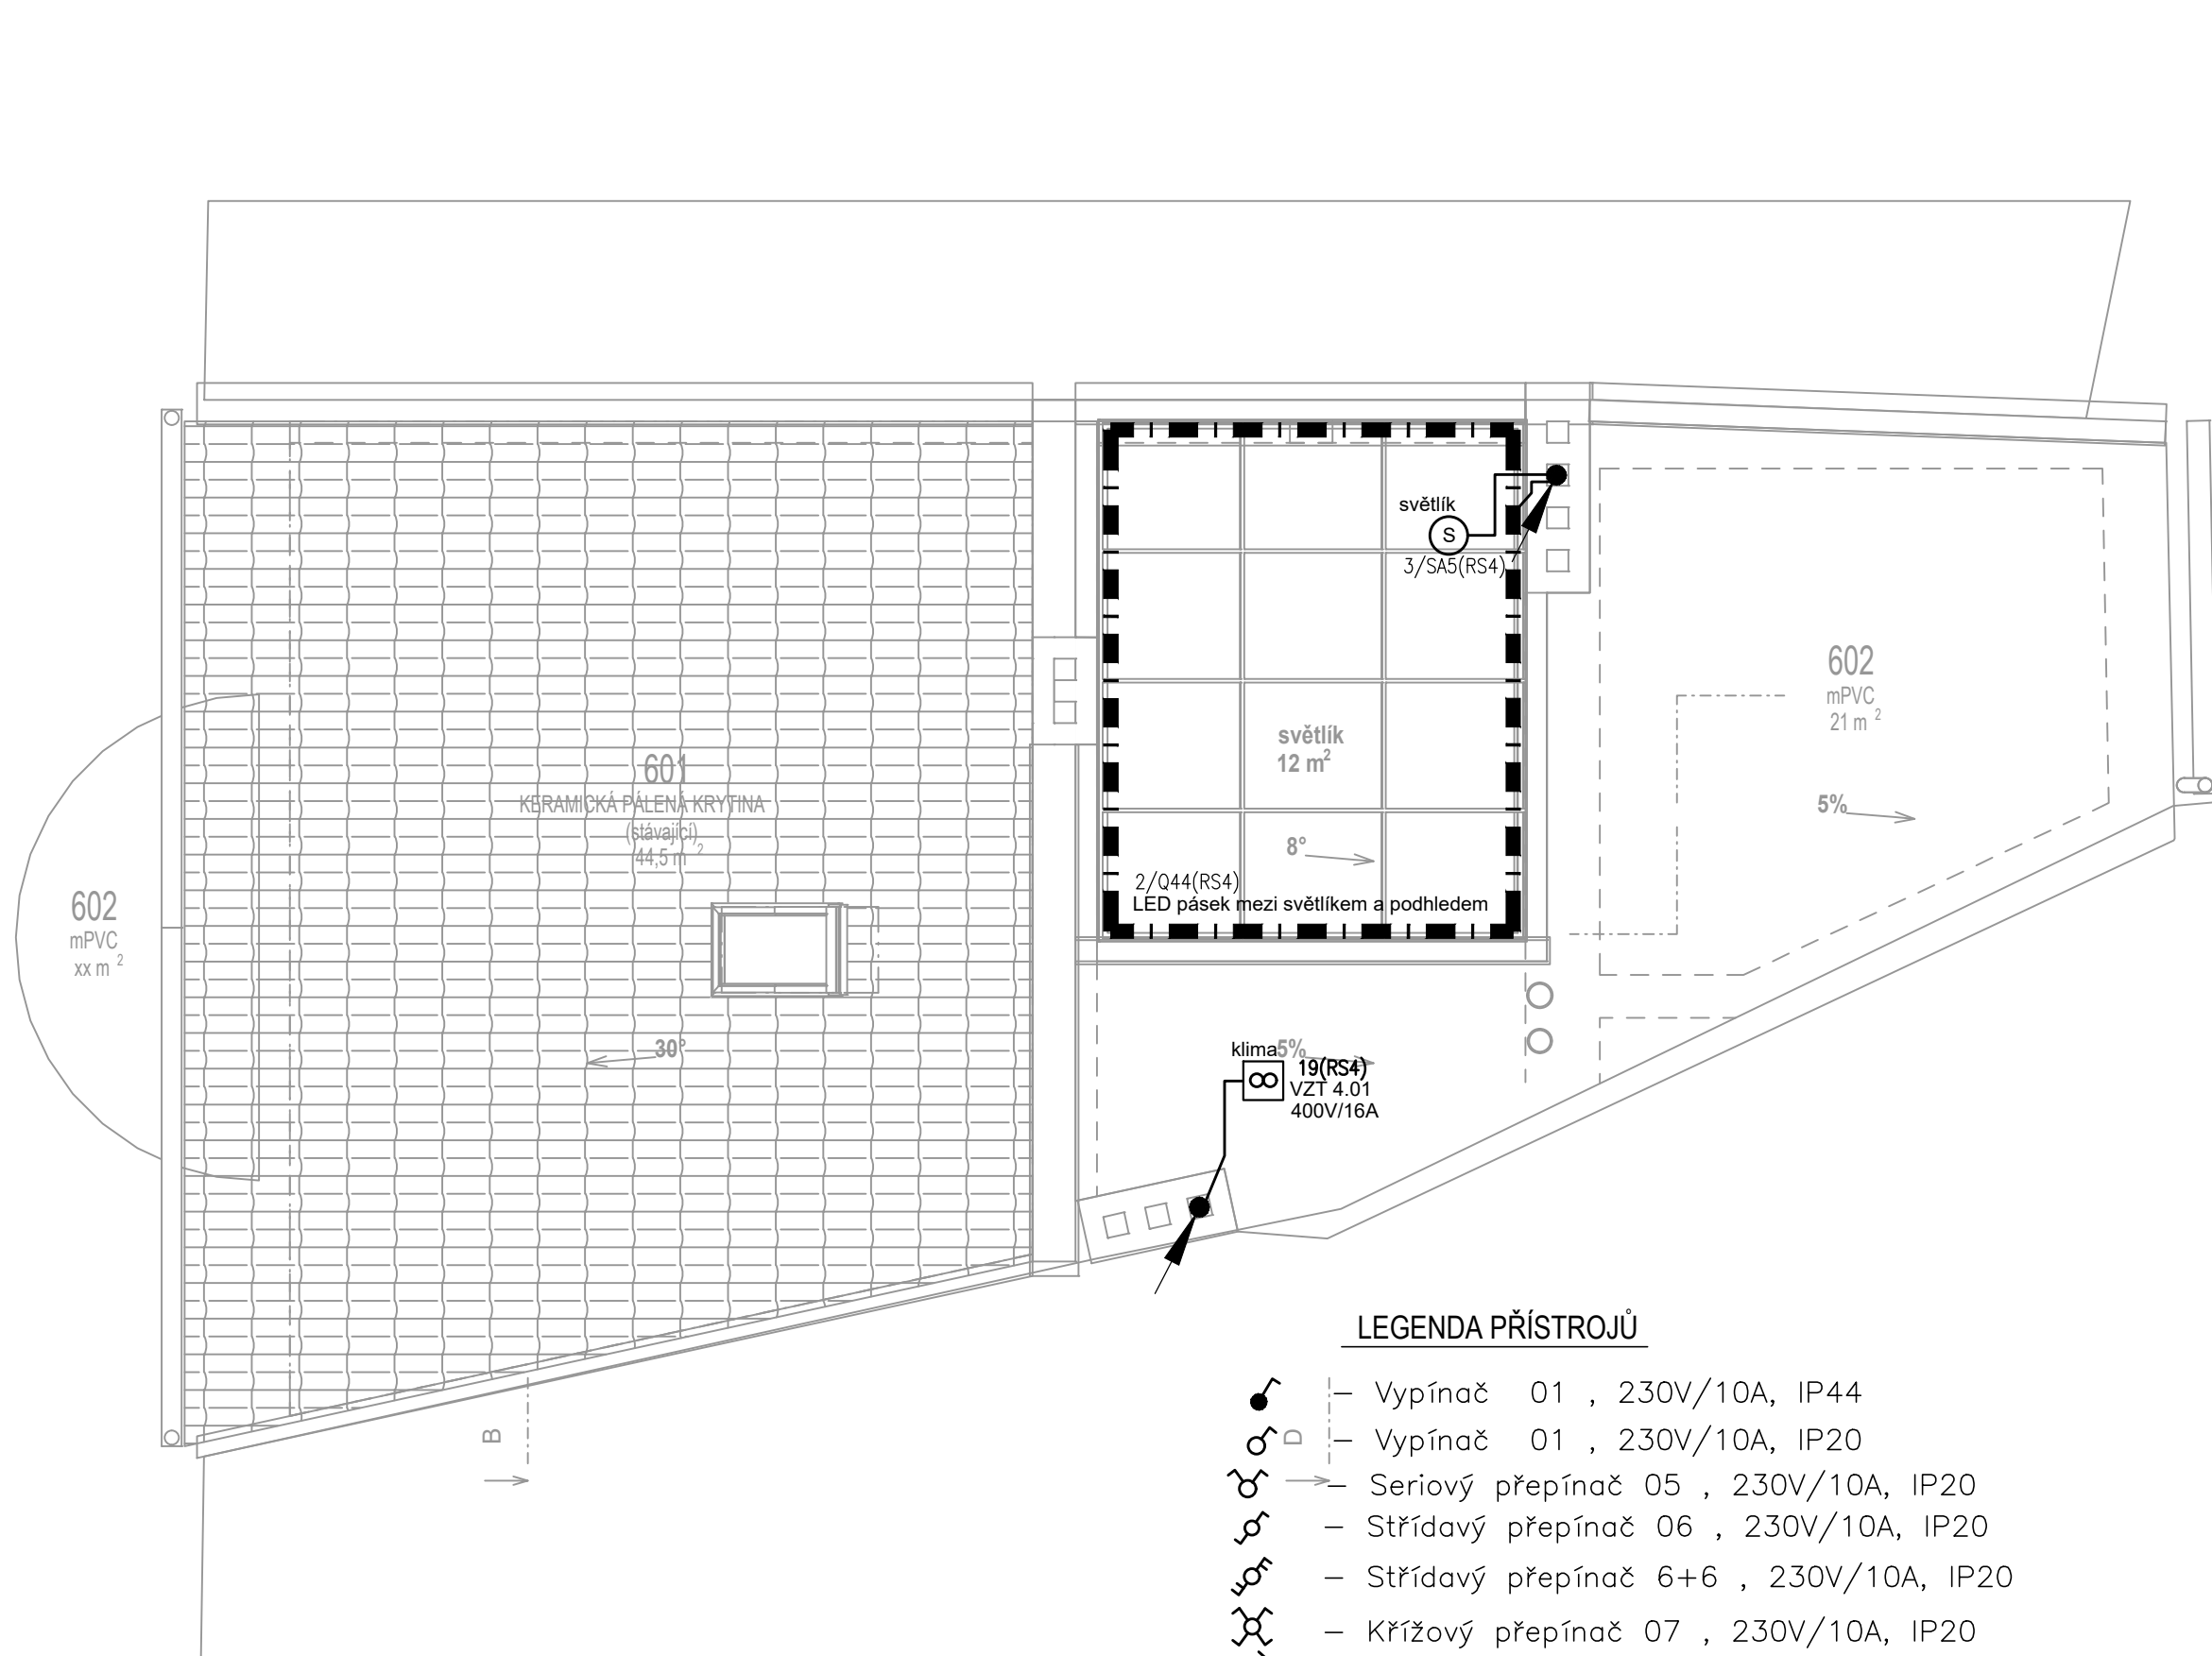 světlík
S
3/SA5(RS4)
602
mPVC
21 m 2
5%
světlík
12 m2
601
KERAMICKÁ PÁLENÁ KRYTINA
(stávající)
44,5 m 2
8°
2/Q44(RS4)
LED pásek mezi světlíkem a podhledem
602
mPVC
xx m 2
30°
klima
5%
19(RS4)
VZT 4.01
400V/16A
LEGENDA PŘÍSTROJŮ
– Vypínač 01 , 230V/10A, IP44
– Vypínač 01 , 230V/10A, IP20
– Seriový přepínač 05 , 230V/10A, IP20
– Střídavý přepínač 06 , 230V/10A, IP20
– Střídavý přepínač 6+6 , 230V/10A, IP20
– Křížový přepínač 07 , 230V/10A, IP20
B
D